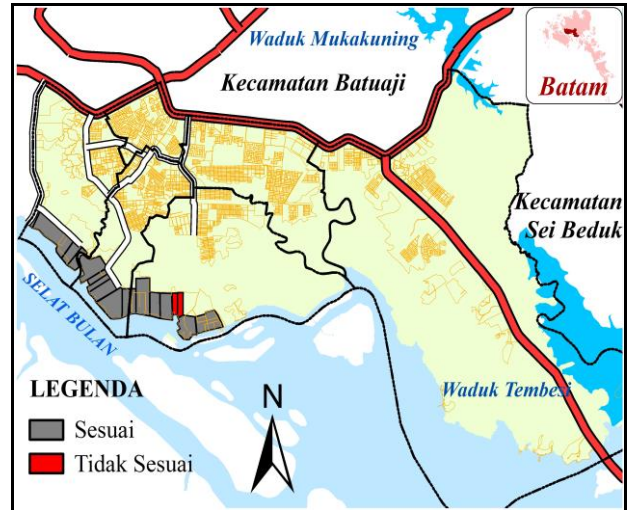 Waduk Mukakuning
Kecamatan Batuaji
Batam
Kecamatan
Sei Beduk
SELAT BULAN
Waduk Tembesi
LEGENDA
Sesuai
Tidak Sesuai
N